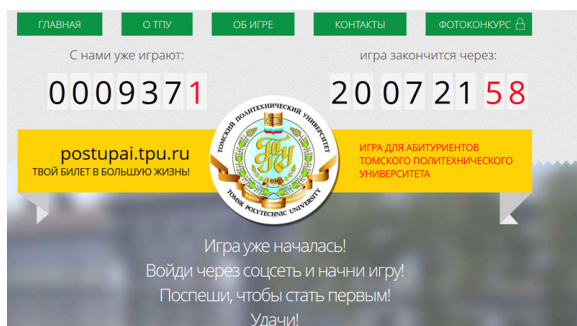 ГЛАВНАЯ
О ТПУ
ОБ ИГРЕ
КОНТАКТЫ
ФОТОКОНКУРС
С нами уже играют:
игра закончится через:
0009371
20 07 21 58
postupai.tpu.ru
ТВОЙ БИЛЕТ В БОЛЬШУЮ ЖИЗНЬ!
ТОМСКИЙ ПОЛИТЕХНИЧЕСКИЙ УНИВЕРСИТЕТ
ТПУ
1896
TOMSK POLYTECHNIC UNIVERSITY
ИГРА ДЛЯ АБИТУРИЕНТОВ
ТОМСКОГО ПОЛИТЕХНИЧЕСКОГО
УНИВЕРСИТЕТА
Игра уже началась!
Войди через соцсеть и начни игру!
Поспеши, чтобы стать первым!
Удачи!